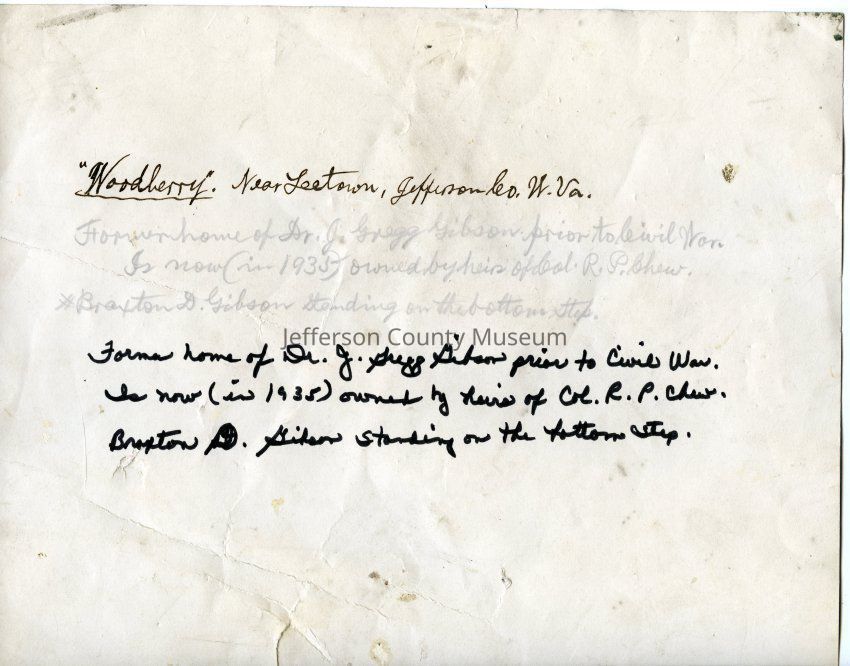 "Woodberry". Near Leetown, Jefferson Co. W. Va.
Former home of Dr. J. Gregg Gibson prior to Civil War.
Is now (in 1935) owned by heirs of Col. R. P. Chew.
*Braxton D. Gibson standing on the bottom step.
Jefferson County Museum
Forma home of Dr. J. Gregg Gibson prior to Civil War.
Is now (in 1935) owned by heirs of Col. R. P. Chew.
Braxton D. Gibson standing on the bottom step.